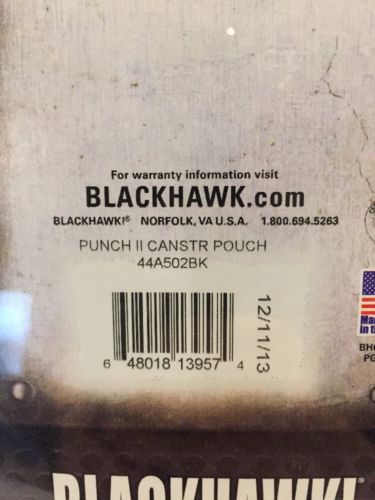 For warranty information visit
BLACKHAWK.com
BLACKHAWK!® NORFOLK, VA U.S.A. 1.800.694.5263
PUNCH II CANSTR POUCH
44A502BK
12/11/13
6 48018 13957 4
BLACKHAWK!®